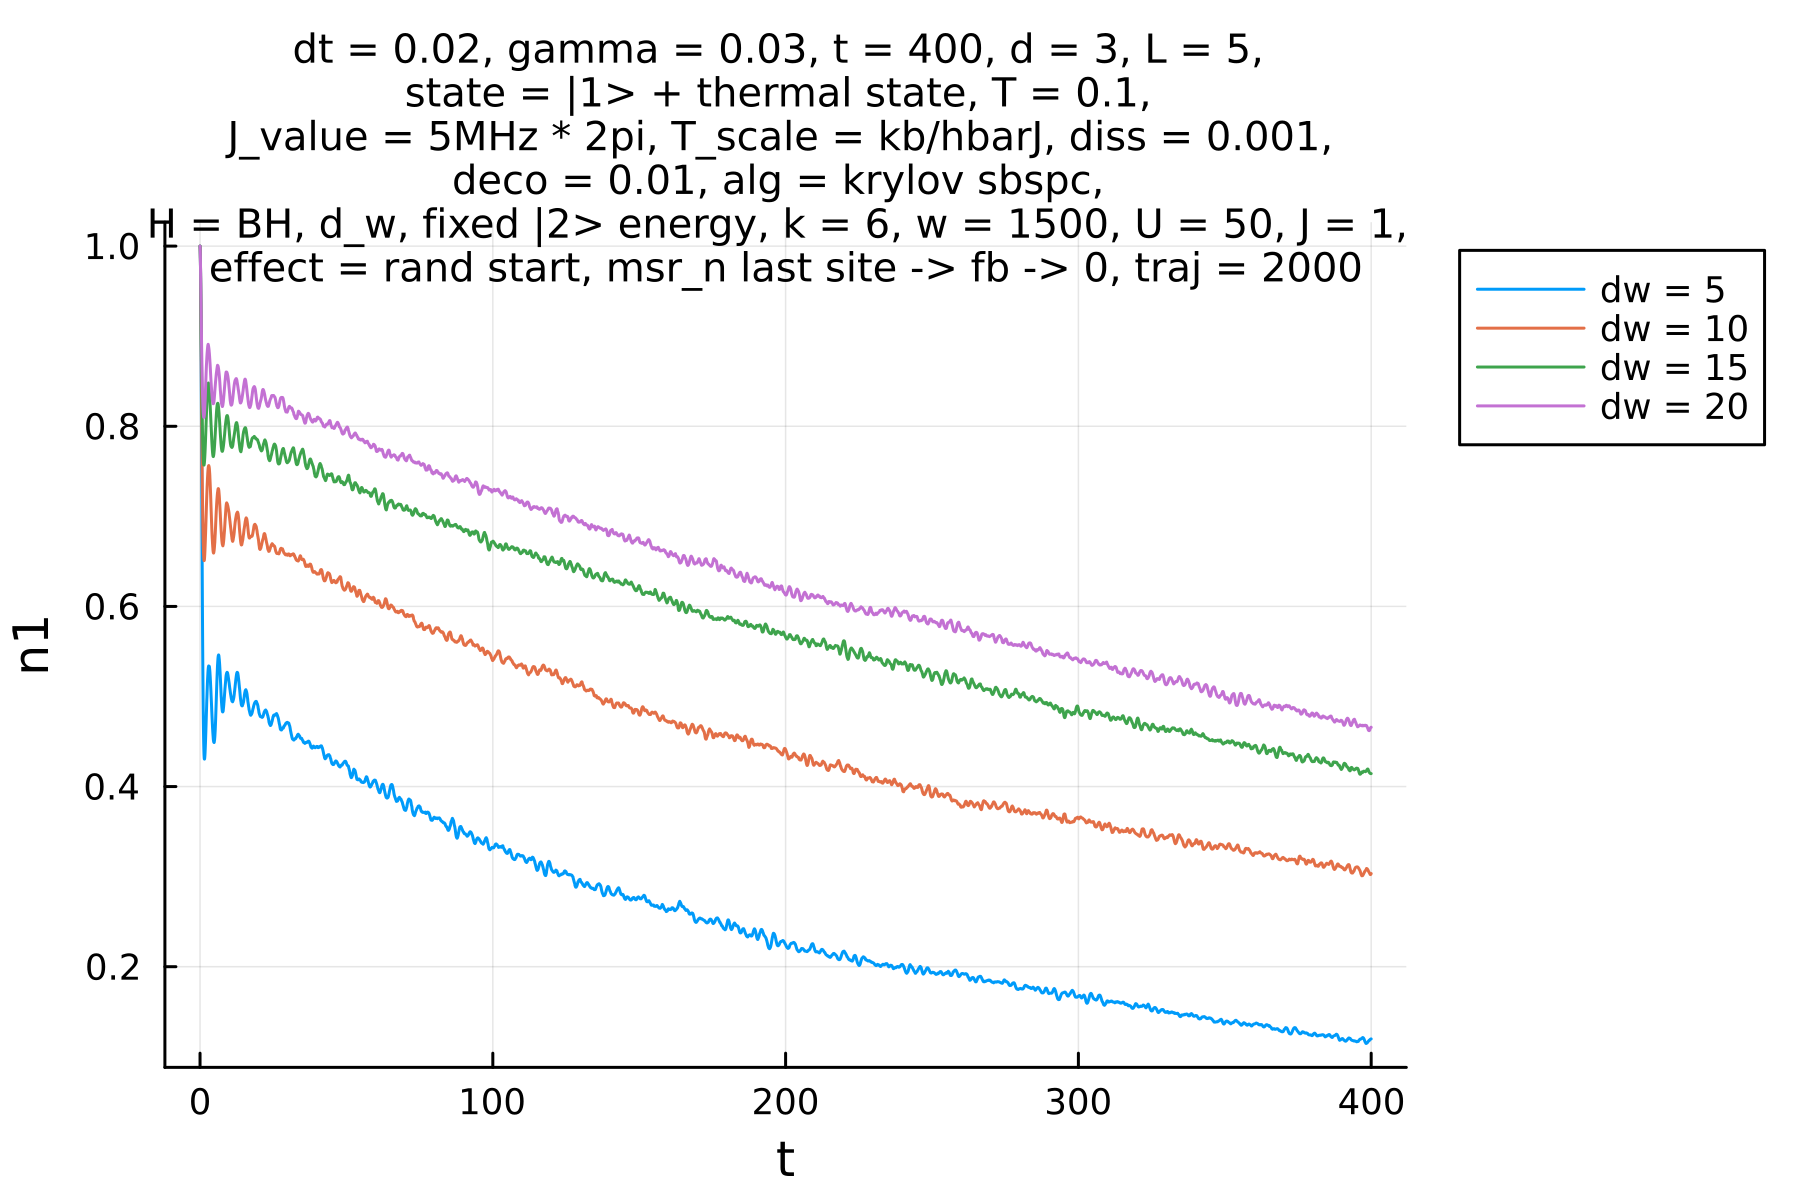 dt = 0.02, gamma = 0.03, t = 400, d = 3, L = 5,
state = |1> + thermal state, T = 0.1,
J_value = 5MHz * 2pi, T_scale = kb/hbarJ, diss = 0.001,
deco = 0.01, alg = krylov sbspc,
H = BH, d_w, fixed |2> energy, k = 6, w = 1500, U = 50, J = 1,
effect = rand start, msr_n last site -> fb -> 0, traj = 2000
1.0
0.8
0.6
0.4
0.2
n1
0 100 200 300 400
t
dw = 5
dw = 10
dw = 15
dw = 20